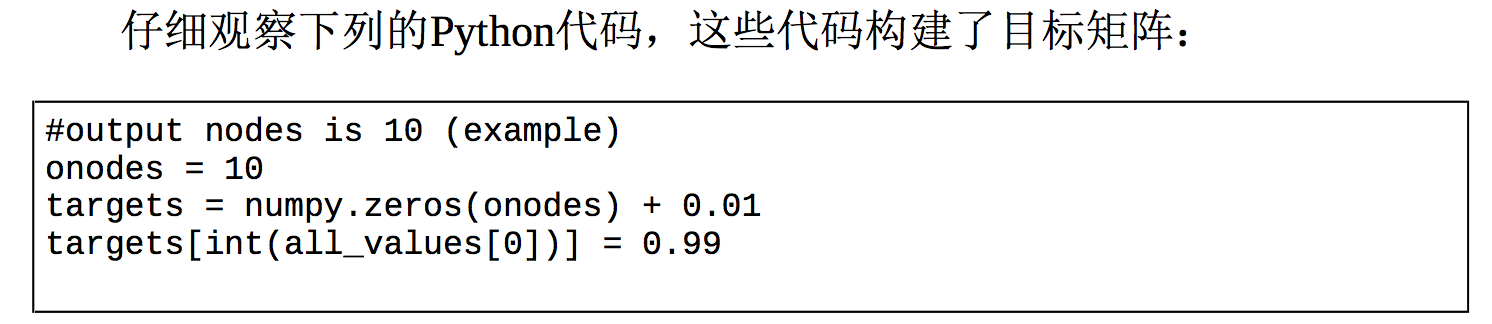 仔细观察下列的Python代码，这些代码构建了目标矩阵：
#output nodes is 10 (example)
onodes = 10
targets = numpy.zeros(onodes) + 0.01
targets[int(all_values[0])] = 0.99